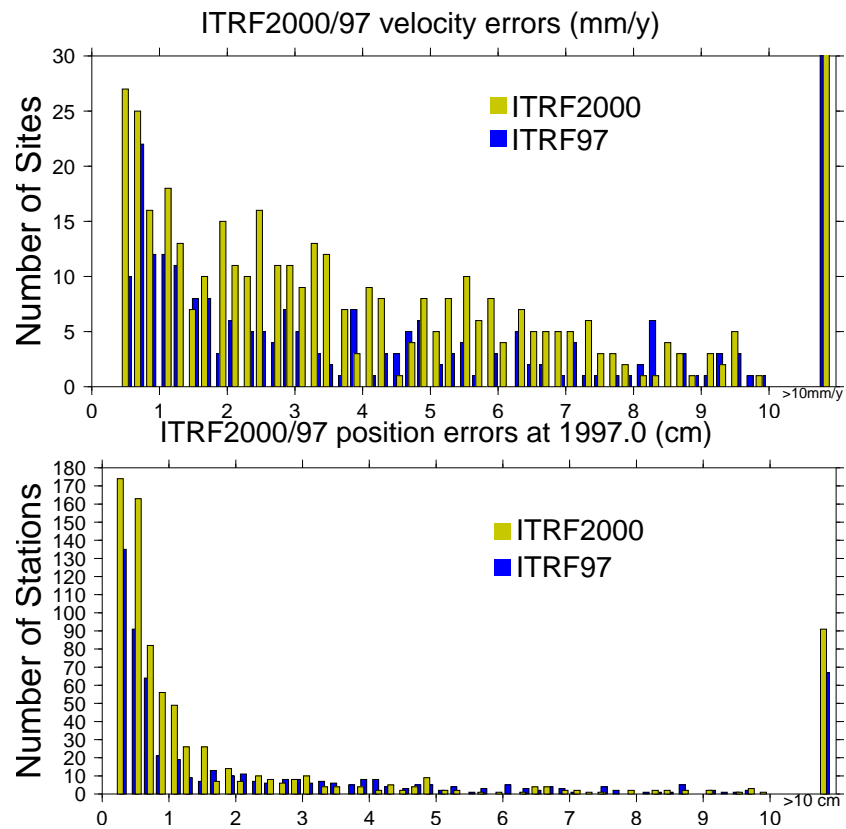 ITRF2000/97 velocity errors (mm/y)
Number of Sites
30
25
20
15
10
5
0
ITRF2000
ITRF97
0 1 2 3 4 5 6 7 8 9 10 >10mm/y
ITRF2000/97 position errors at 1997.0 (cm)
Number of Stations
180
170
160
150
140
130
120
110
100
90
80
70
60
50
40
30
20
10
0
ITRF2000
ITRF97
0 1 2 3 4 5 6 7 8 9 10 >10 cm